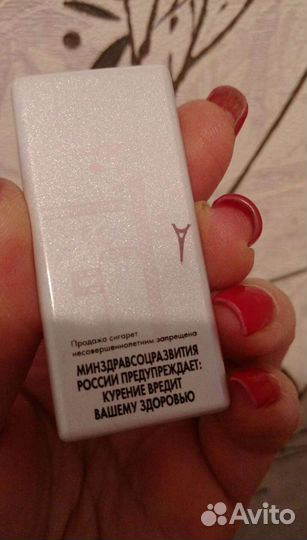 Продажа сигарет
несовершеннолетним запрещена
МИНЗДРАВСОЦРАЗВИТИЯ
РОССИИ ПРЕДУПРЕЖДАЕТ:
КУРЕНИЕ ВРЕДИТ
ВАШЕМУ ЗДОРОВЬЮ
Avito